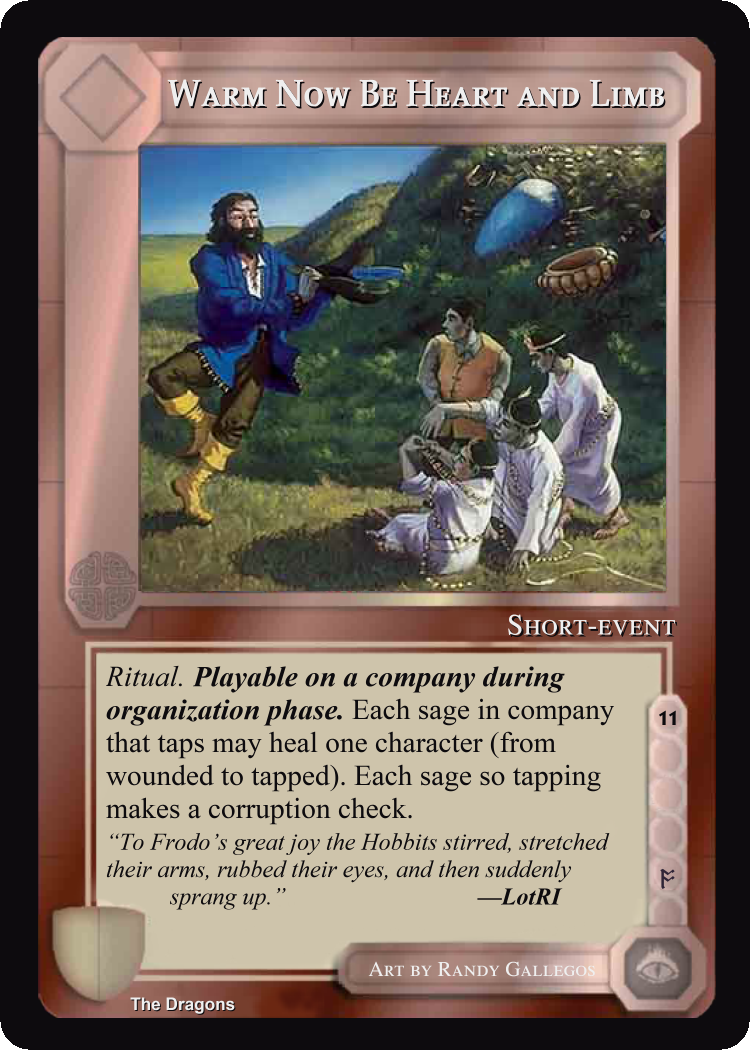 Warm Now Be Heart and Limb
Short-event
Ritual. Playable on a company during
organization phase. Each sage in company
that taps may heal one character (from
wounded to tapped). Each sage so tapping
makes a corruption check.
“To Frodo’s great joy the Hobbits stirred, stretched
their arms, rubbed their eyes, and then suddenly
sprang up.” —LotRI
11
ᚩ
Art by Randy Gallegos
The Dragons